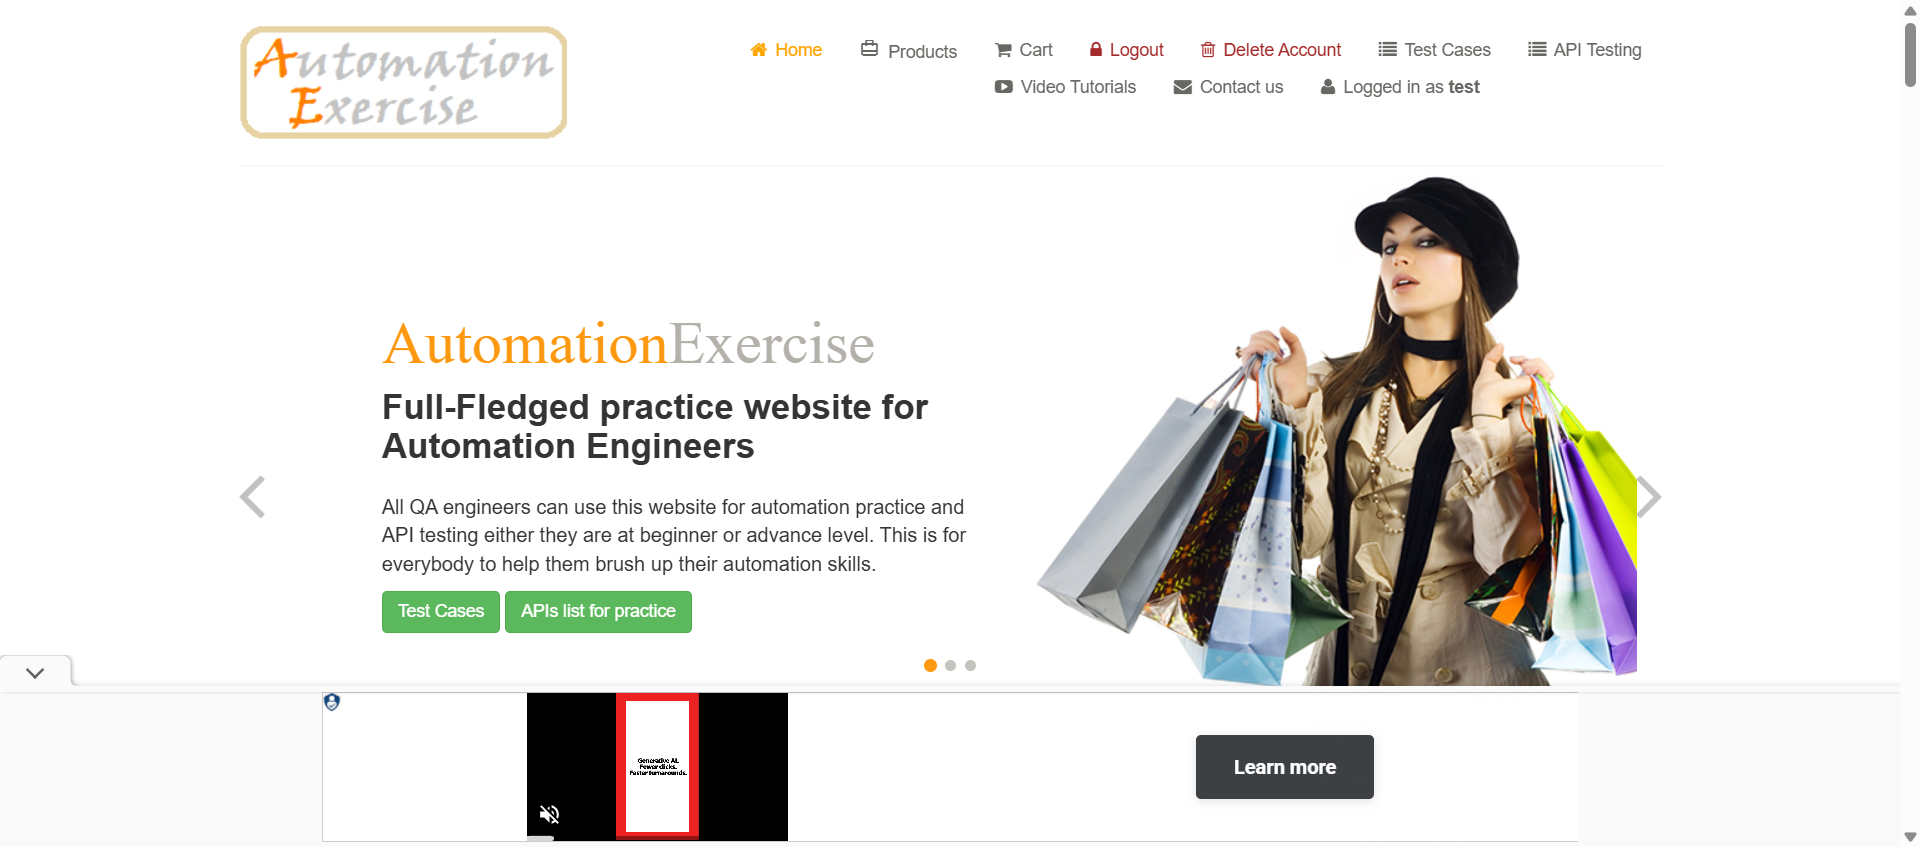 Automation
Exercise
Home Products Cart Logout Delete Account Test Cases API Testing
Video Tutorials Contact us Logged in as test
AutomationExercise
Full-Fledged practice website for
Automation Engineers
All QA engineers can use this website for automation practice and
API testing either they are at beginner or advance level. This is for
everybody to help them brush up their automation skills.
Test Cases APIs list for practice
Generative AI.
Fewer clicks.
Faster turnarounds.
Learn more